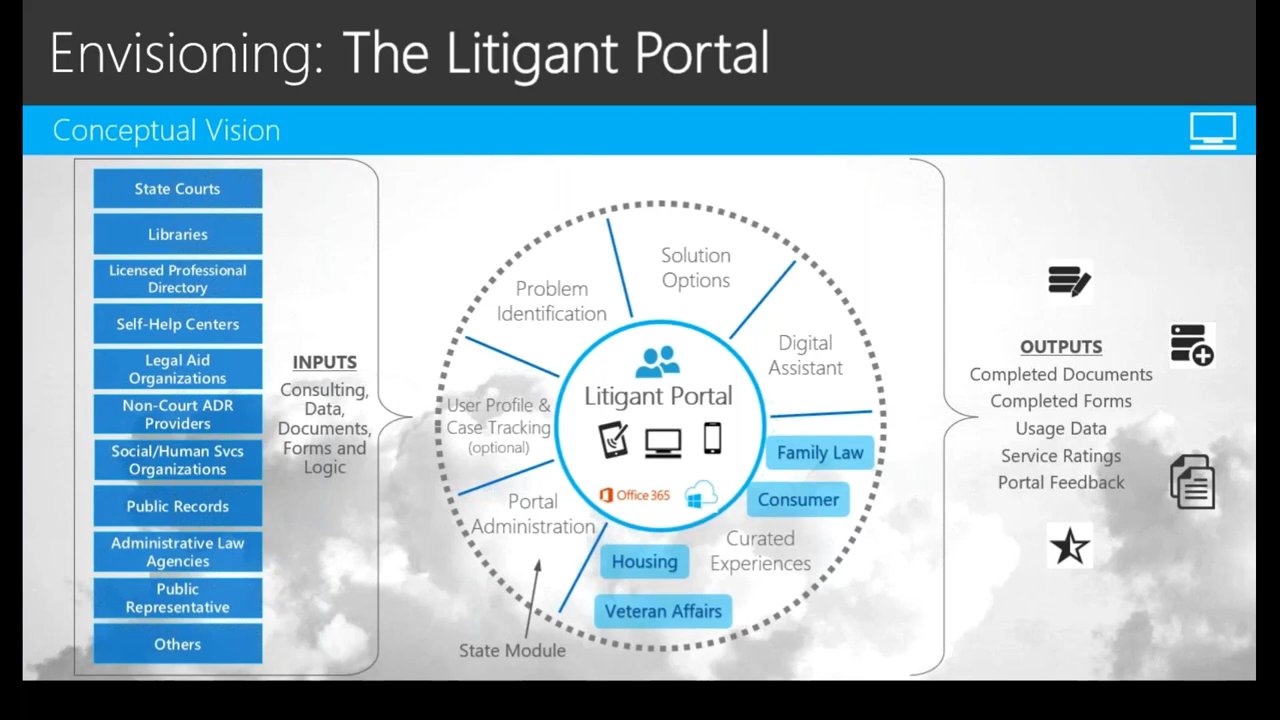 Envisioning: The Litigant Portal
Conceptual Vision
State Courts
Libraries
Licensed Professional
Directory
Self-Help Centers
Legal Aid
Organizations
Non-Court ADR
Providers
Social/Human Svcs
Organizations
Public Records
Administrative Law
Agencies
Public
Representative
Others
INPUTS
Consulting,
Data,
Documents,
Forms and
Logic
Problem
Identification
Solution
Options
Digital
Assistant
User Profile &
Case Tracking
(optional)
Portal
Administration
State Module
Litigant Portal
Office 365
Family Law
Consumer
Curated
Experiences
Housing
Veteran Affairs
OUTPUTS
Completed Documents
Completed Forms
Usage Data
Service Ratings
Portal Feedback